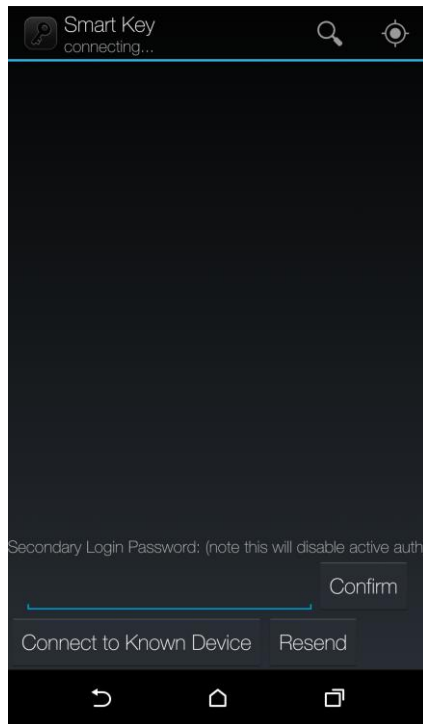 Smart Key
connecting...
Secondary Login Password: (note this will disable active auth
Confirm
Connect to Known Device
Resend